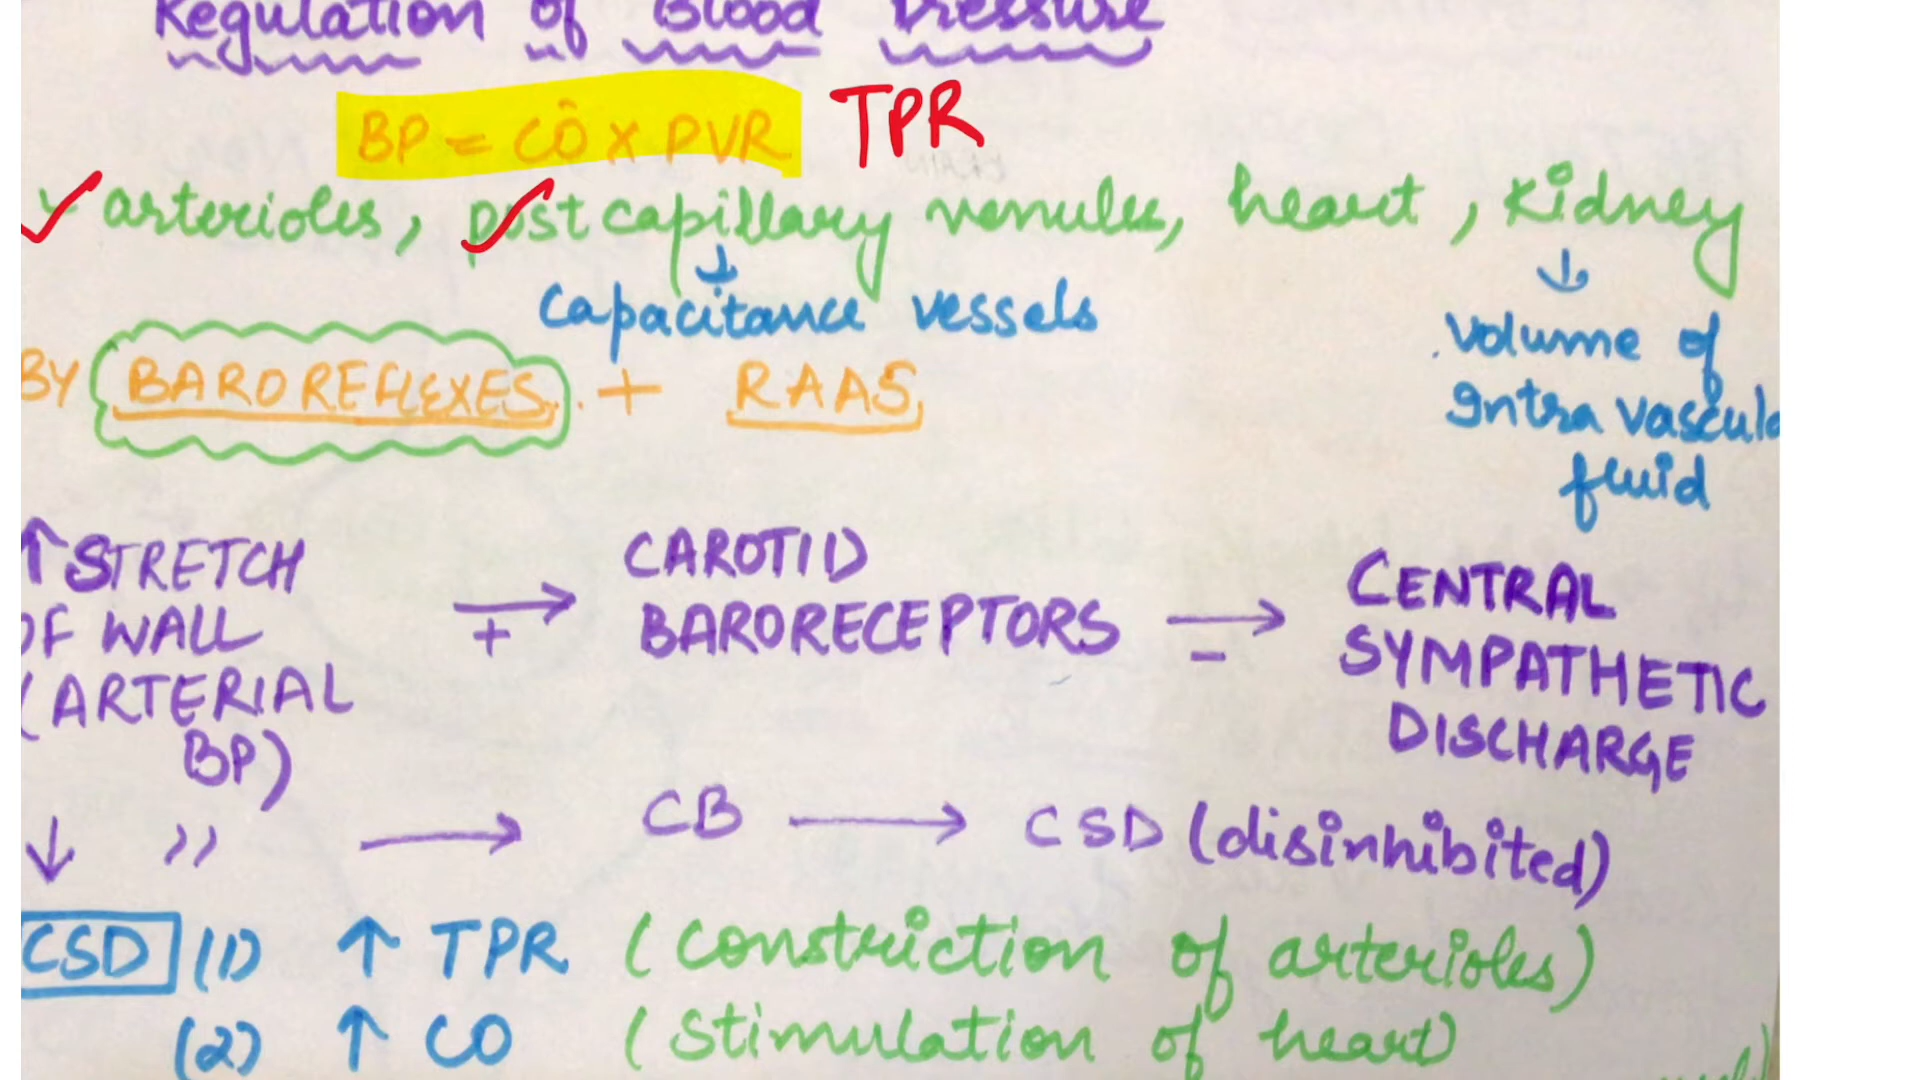 Regulation of Blood Pressure
BP = CO x PVR TPR
arterioles, post capillary venules, heart, Kidney
↓ ↓
Capacitance vessels
Volume of
Intra vascula
fluid
BY BAROREFLEXES + RAAS
↑ STRETCH
OF WALL
(ARTERIAL
BP)
→
+
CAROTID
BARORECEPTORS
→
-
CENTRAL
SYMPATHETIC
DISCHARGE
↓ " → CB → CSD (disinhibited)
CSD (1) ↑ TPR (constriction of arterioles)
(2) ↑ CO (stimulation of heart)